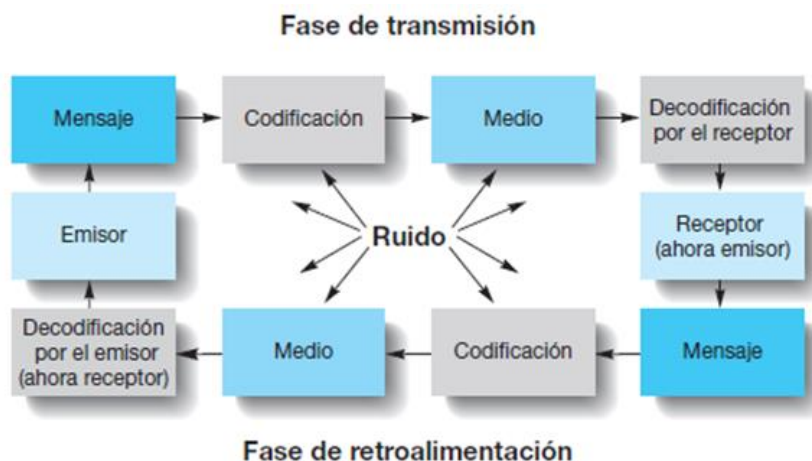 Fase de transmisión
Mensaje
Codificación
Medio
Decodificación
por el receptor
Emisor
Ruido
Receptor
(ahora emisor)
Decodificación
por el emisor
(ahora receptor)
Medio
Codificación
Mensaje
Fase de retroalimentación